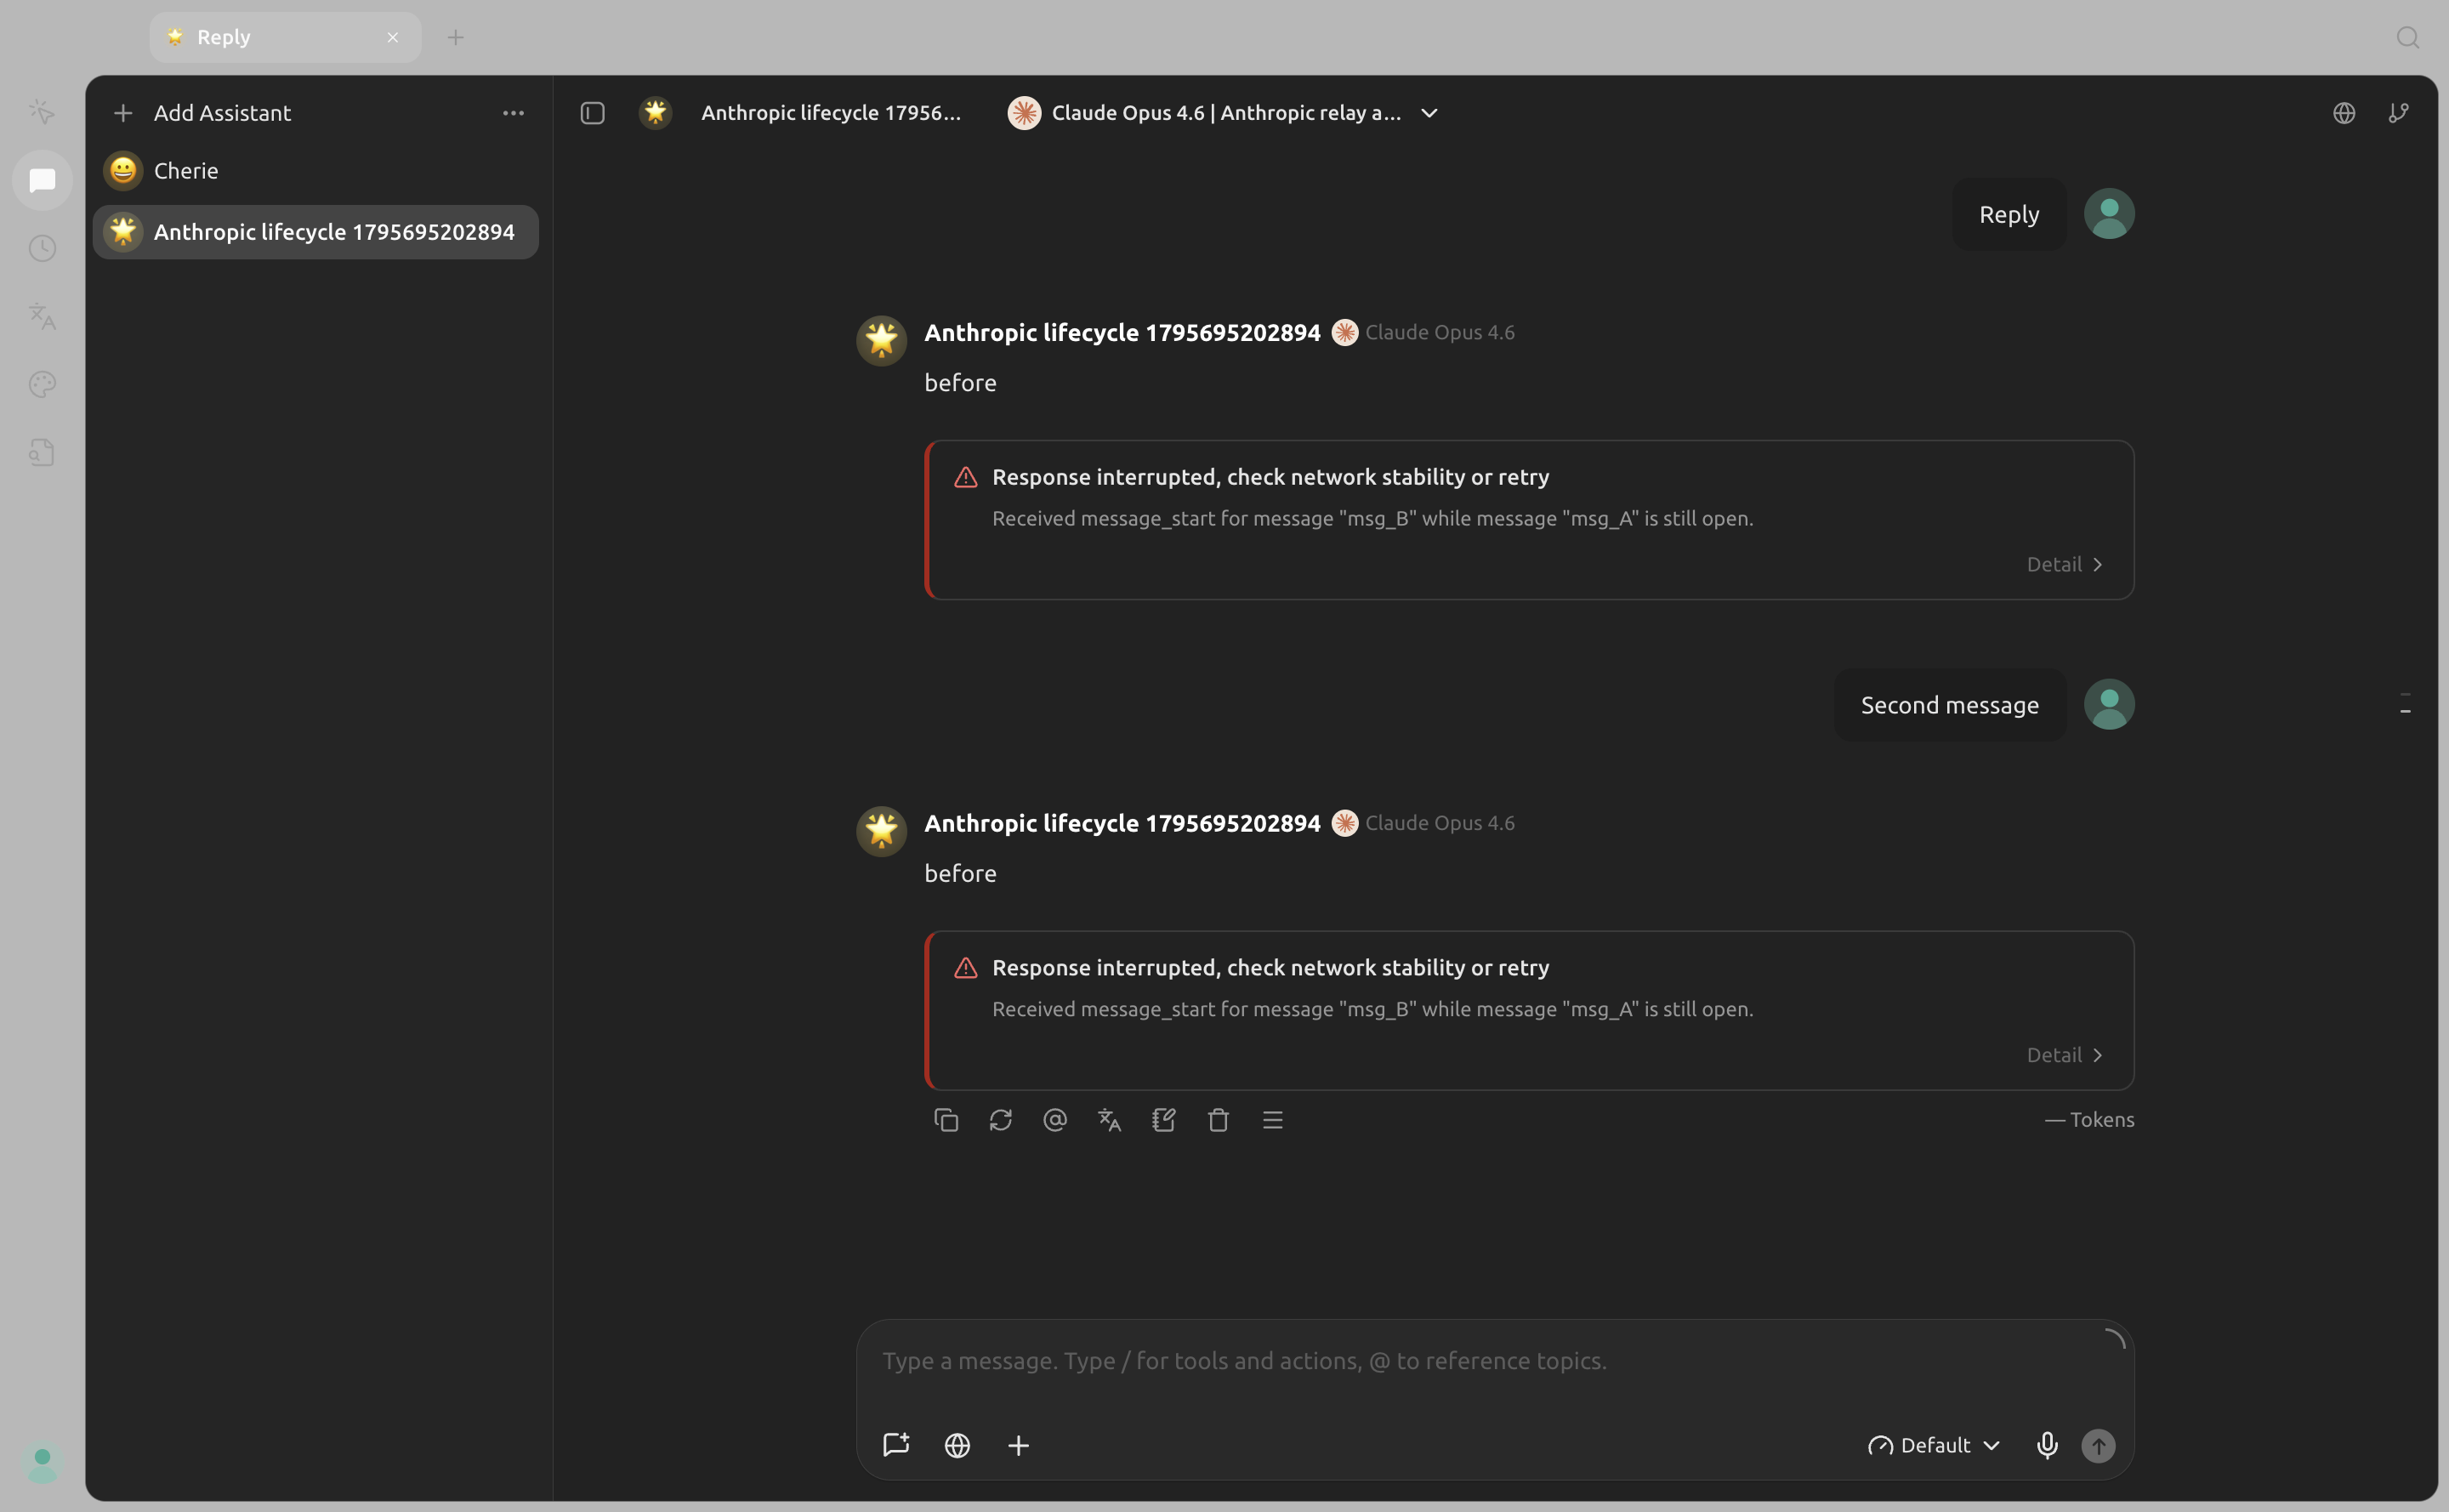 Reply
Add Assistant
Cherie
Anthropic lifecycle 1795695202894
Anthropic lifecycle 17956...
Claude Opus 4.6 | Anthropic relay a...
Reply
Anthropic lifecycle 1795695202894 Claude Opus 4.6
before
Response interrupted, check network stability or retry
Received message_start for message "msg_B" while message "msg_A" is still open.
Detail
Second message
Anthropic lifecycle 1795695202894 Claude Opus 4.6
before
Response interrupted, check network stability or retry
Received message_start for message "msg_B" while message "msg_A" is still open.
Detail
— Tokens
Type a message. Type / for tools and actions, @ to reference topics.
Default